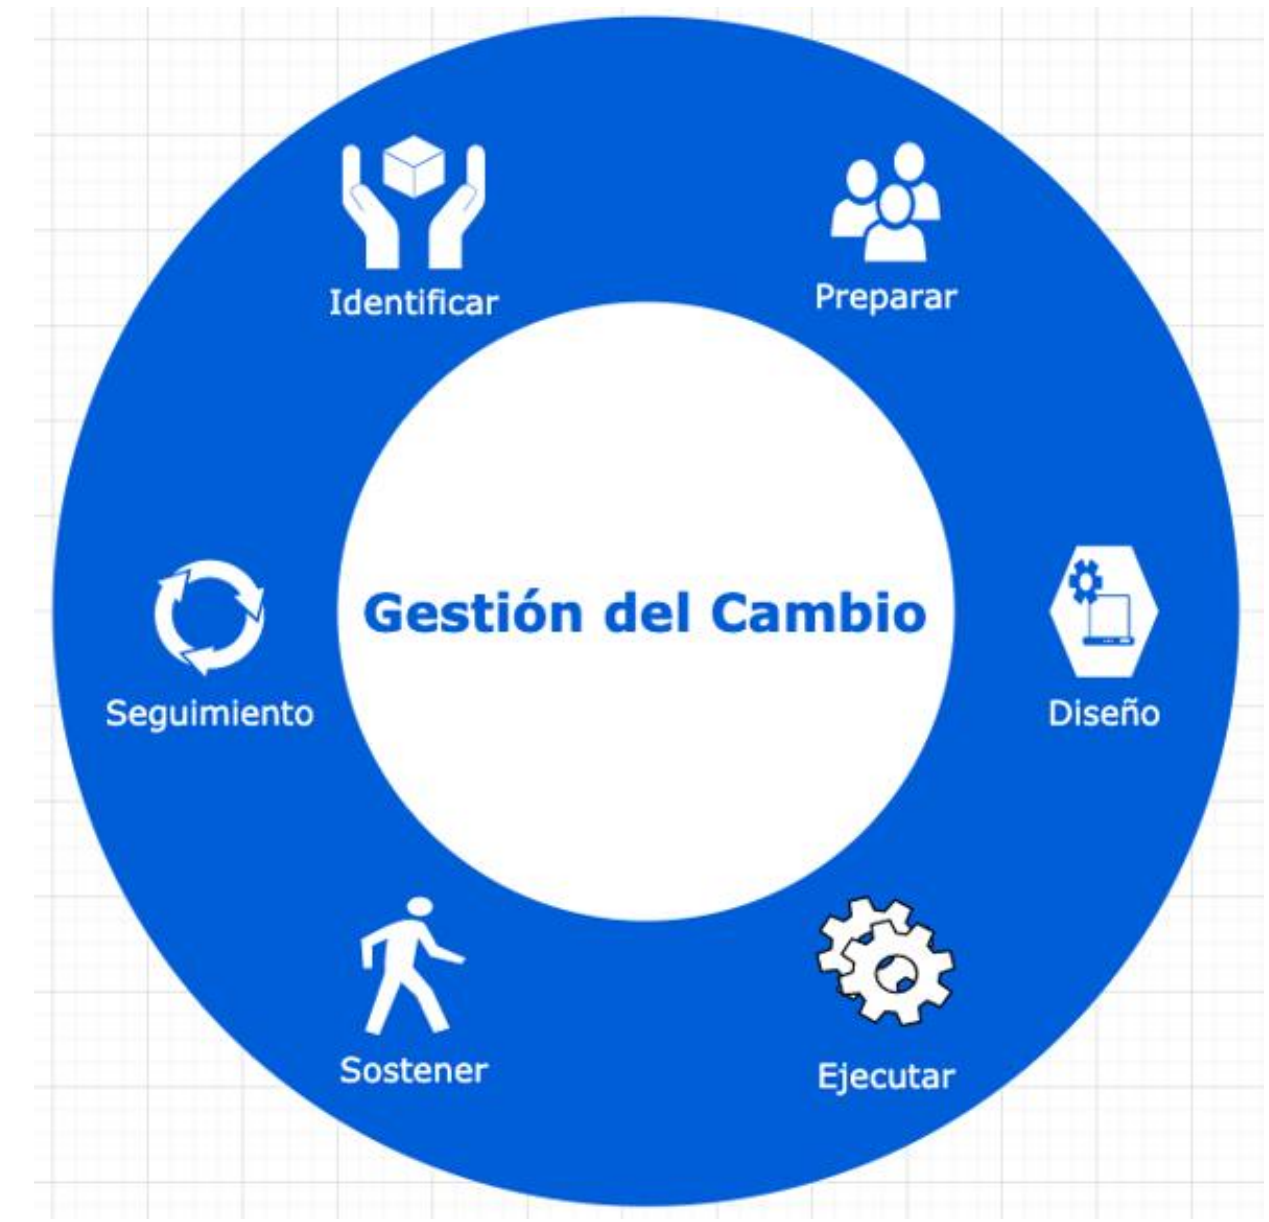 Identificar
Preparar
Gestión del Cambio
Seguimiento
Diseño
Sostener
Ejecutar